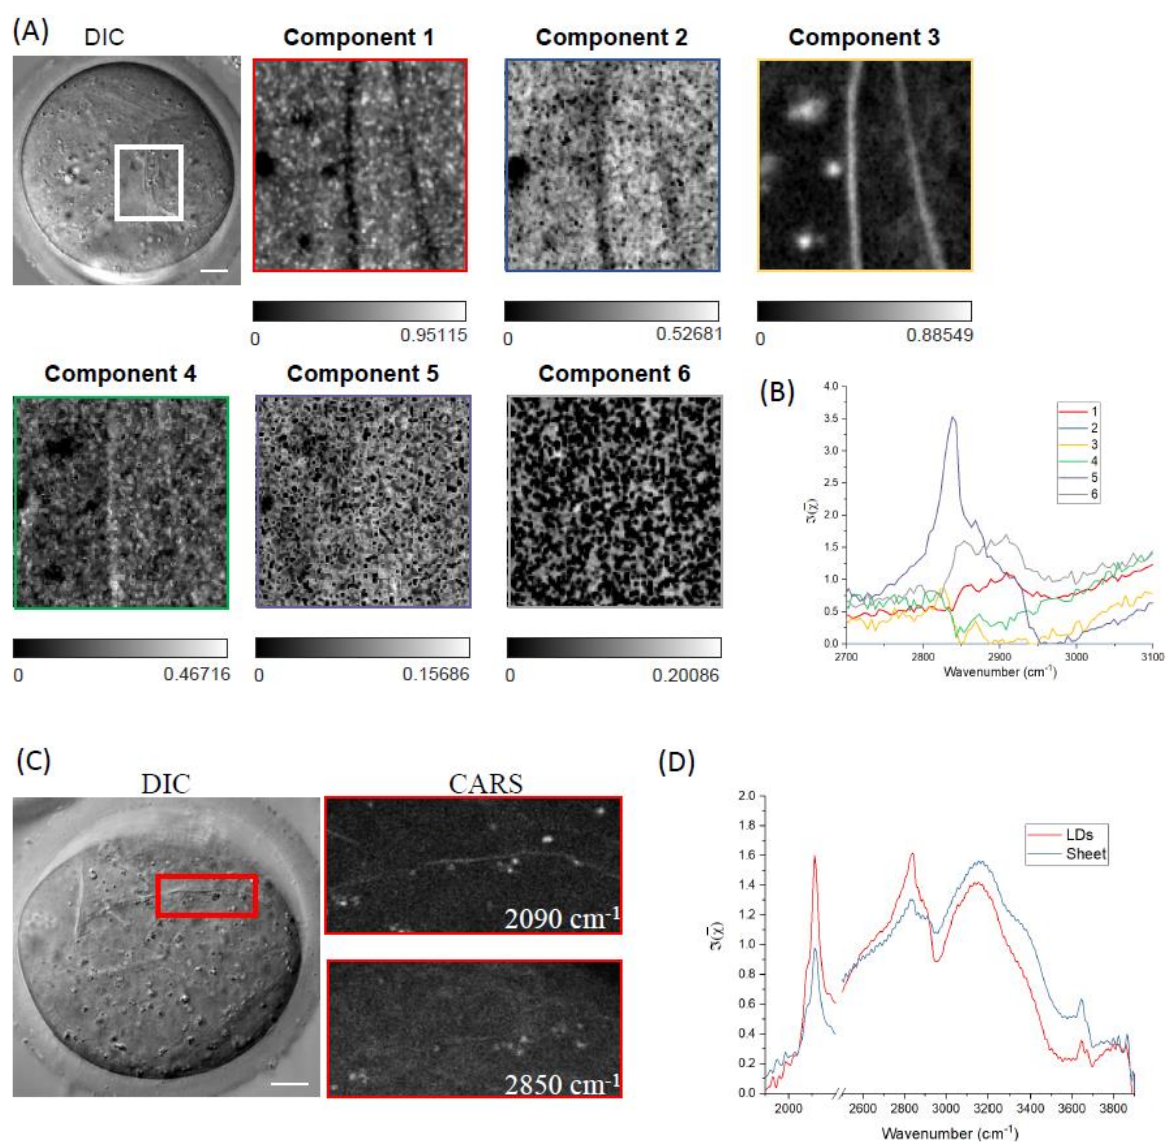 (A)
DIC
Component 1
Component 2
Component 3
0 0.95115
0 0.52681
0 0.88549
Component 4
Component 5
Component 6
0 0.46716
0 0.15686
0 0.20086
(B)
4.0
3.5
3.0
2.5
2.0
1.5
1.0
0.5
0.0
ℑ(χ̄)
1
2
3
4
5
6
2700 2800 2900 3000 3100
Wavenumber (cm⁻¹)
(C)
DIC
CARS
2090 cm⁻¹
2850 cm⁻¹
(D)
2.0
1.8
1.6
1.4
1.2
1.0
0.8
0.6
0.4
0.2
0.0
ℑ(χ̄)
LDs
Sheet
2000 2600 2800 3000 3200 3400 3600 3800
Wavenumber (cm⁻¹)